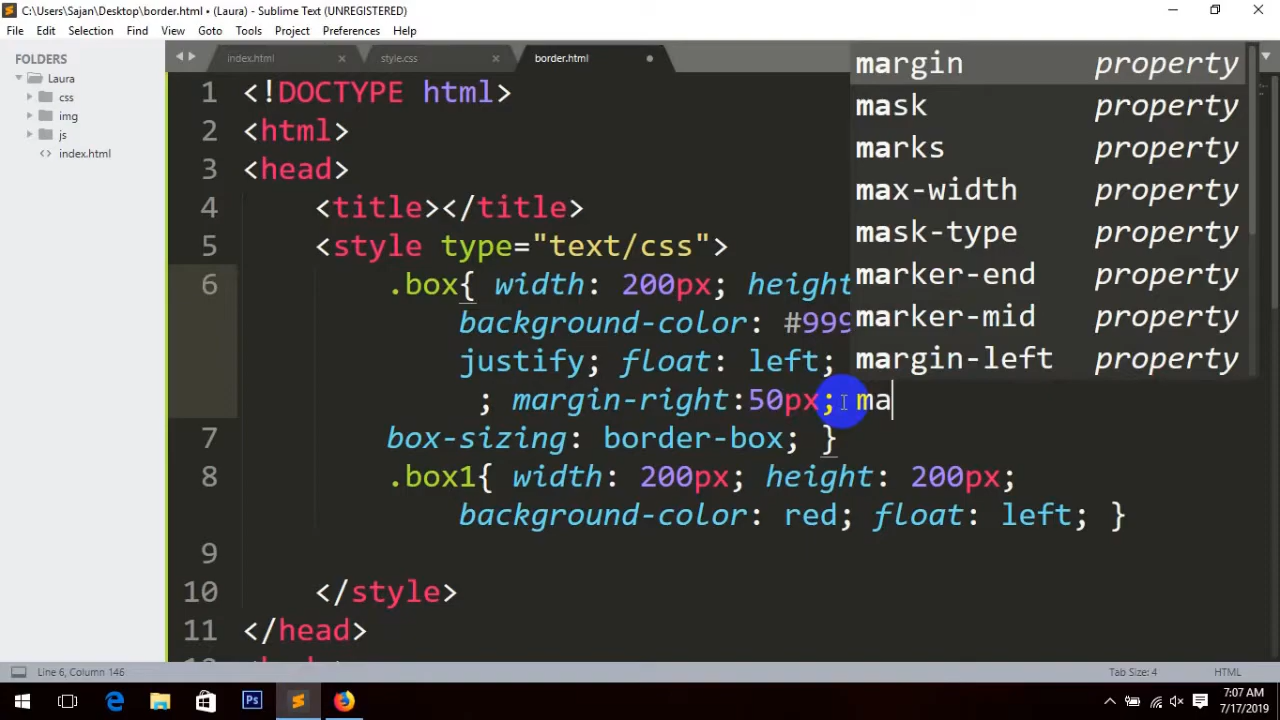 C:\Users\Sajan\Desktop\border.html • (Laura) - Sublime Text (UNREGISTERED)
File Edit Selection Find View Goto Tools Project Preferences Help
FOLDERS
Laura
css
img
js
<> index.html
index.html
style.css
border.html
1 <!DOCTYPE html>
2 <html>
3 <head>
4 <title></title>
5 <style type="text/css">
6 .box{ width: 200px; height
background-color: #999
justify; float: left;
; margin-right:50px; ma
7 box-sizing: border-box; }
8 .box1{ width: 200px; height: 200px;
background-color: red; float: left; }
9
10 </style>
11 </head>
margin property
mask property
marks property
max-width property
mask-type property
marker-end property
marker-mid property
margin-left property
Line 6, Column 146
Tab Size: 4
HTML
Ps
7:07 AM
7/17/2019